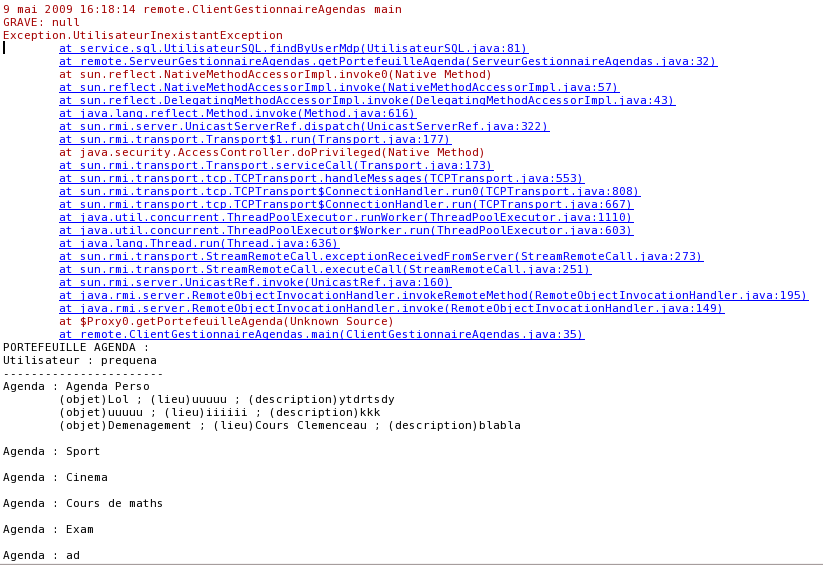 9 mai 2009 16:18:14 remote.ClientGestionnaireAgendas main
GRAVE: null
Exception.UtilisateurInexistantException
at service.sql.UtilisateurSQL.findByUserMdp(UtilisateurSQL.java:81)
at remote.ServeurGestionnaireAgendas.getPortefeuilleAgenda(ServeurGestionnaireAgendas.java:32)
at sun.reflect.NativeMethodAccessorImpl.invoke0(Native Method)
at sun.reflect.NativeMethodAccessorImpl.invoke(NativeMethodAccessorImpl.java:57)
at sun.reflect.DelegatingMethodAccessorImpl.invoke(DelegatingMethodAccessorImpl.java:43)
at java.lang.reflect.Method.invoke(Method.java:616)
at sun.rmi.server.UnicastServerRef.dispatch(UnicastServerRef.java:322)
at sun.rmi.transport.Transport$1.run(Transport.java:177)
at java.security.AccessController.doPrivileged(Native Method)
at sun.rmi.transport.Transport.serviceCall(Transport.java:173)
at sun.rmi.transport.tcp.TCPTransport.handleMessages(TCPTransport.java:553)
at sun.rmi.transport.tcp.TCPTransport$ConnectionHandler.run0(TCPTransport.java:808)
at sun.rmi.transport.tcp.TCPTransport$ConnectionHandler.run(TCPTransport.java:667)
at java.util.concurrent.ThreadPoolExecutor.runWorker(ThreadPoolExecutor.java:1110)
at java.util.concurrent.ThreadPoolExecutor$Worker.run(ThreadPoolExecutor.java:603)
at java.lang.Thread.run(Thread.java:636)
at sun.rmi.transport.StreamRemoteCall.exceptionReceivedFromServer(StreamRemoteCall.java:273)
at sun.rmi.transport.StreamRemoteCall.executeCall(StreamRemoteCall.java:251)
at sun.rmi.server.UnicastRef.invoke(UnicastRef.java:160)
at java.rmi.server.RemoteObjectInvocationHandler.invokeRemoteMethod(RemoteObjectInvocationHandler.java:195)
at java.rmi.server.RemoteObjectInvocationHandler.invoke(RemoteObjectInvocationHandler.java:149)
at $Proxy0.getPortefeuilleAgenda(Unknown Source)
at remote.ClientGestionnaireAgendas.main(ClientGestionnaireAgendas.java:35)
PORTEFEUILLE AGENDA :
Utilisateur : prequena
-----------------------
Agenda : Agenda Perso
(objet)Lol ; (lieu)uuuuu ; (description)ytdrtsdy
(objet)uuuuu ; (lieu)iiiiii ; (description)kkk
(objet)Demenagement ; (lieu)Cours Clemenceau ; (description)blabla
Agenda : Sport
Agenda : Cinema
Agenda : Cours de maths
Agenda : Exam
Agenda : ad